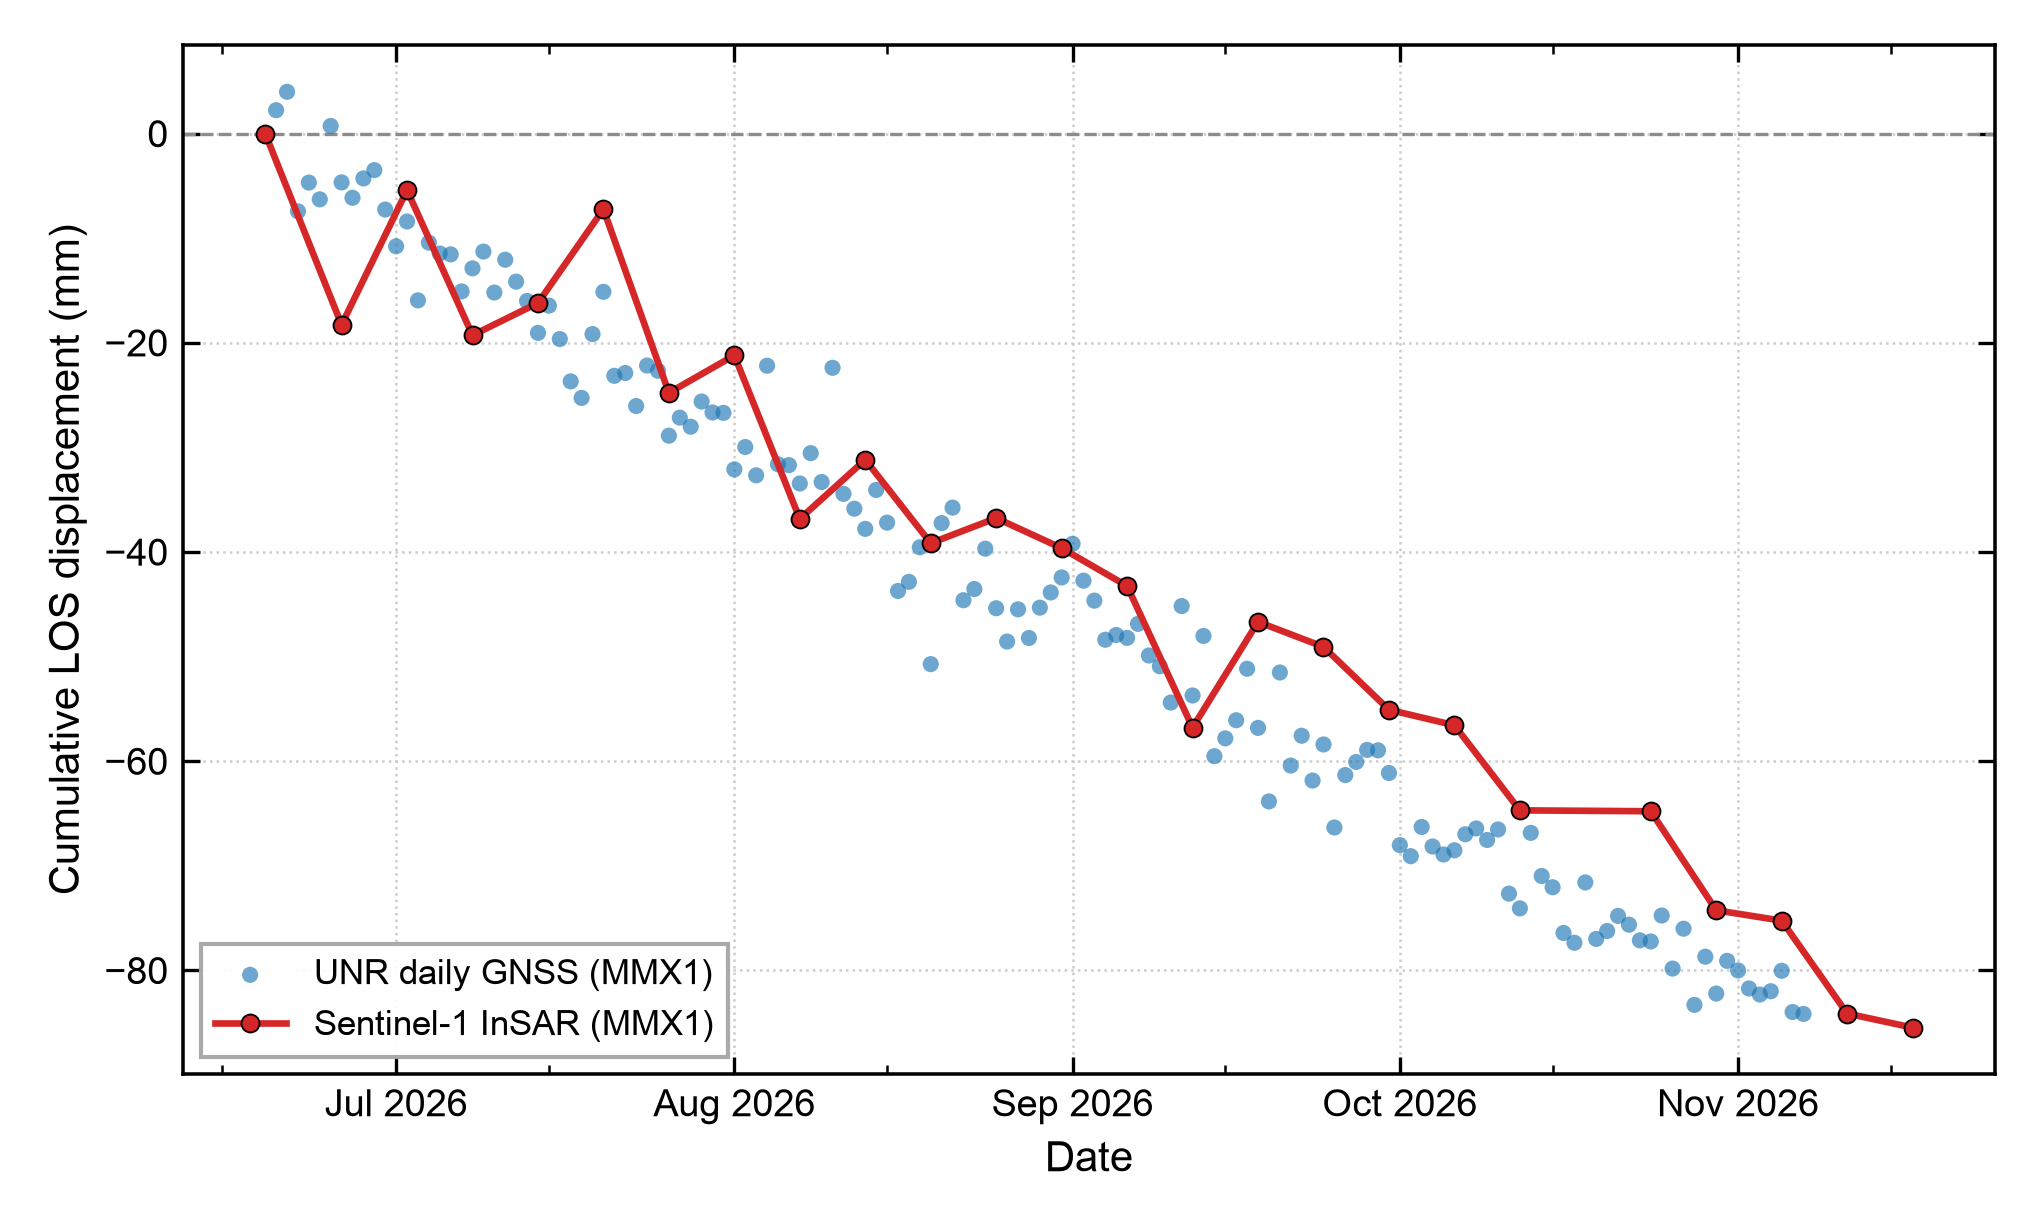 Cumulative LOS displacement (mm)
0
−20
−40
−60
−80
UNR daily GNSS (MMX1)
Sentinel-1 InSAR (MMX1)
Jul 2026
Aug 2026
Sep 2026
Oct 2026
Nov 2026
Date